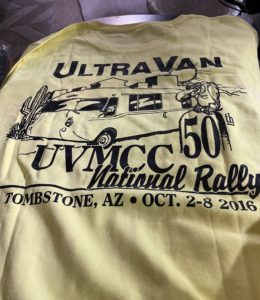 ULTRAVAN
50th
UVMCC
National Rally
TOMBSTONE, AZ • OCT. 2-8 2016